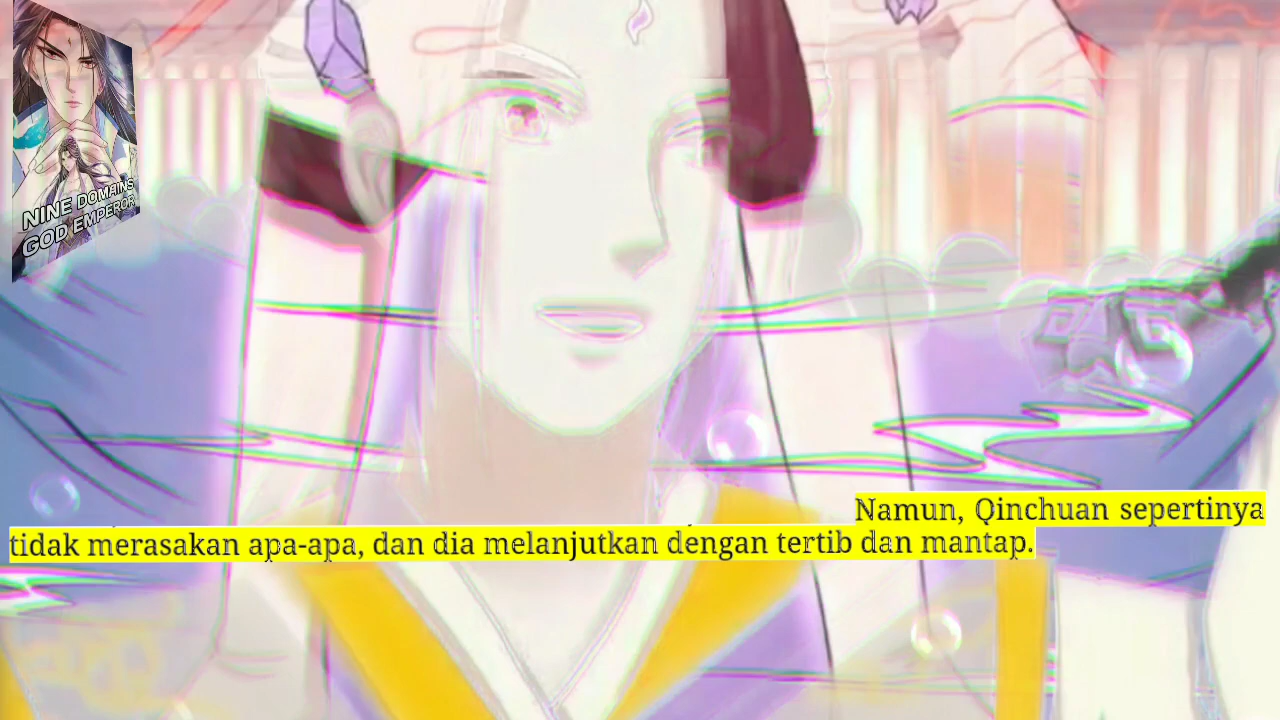 NINE DOMAINS
GOD EMPEROR
Namun, Qinchuan sepertinya
tidak merasakan apa-apa, dan dia melanjutkan dengan tertib dan mantap.